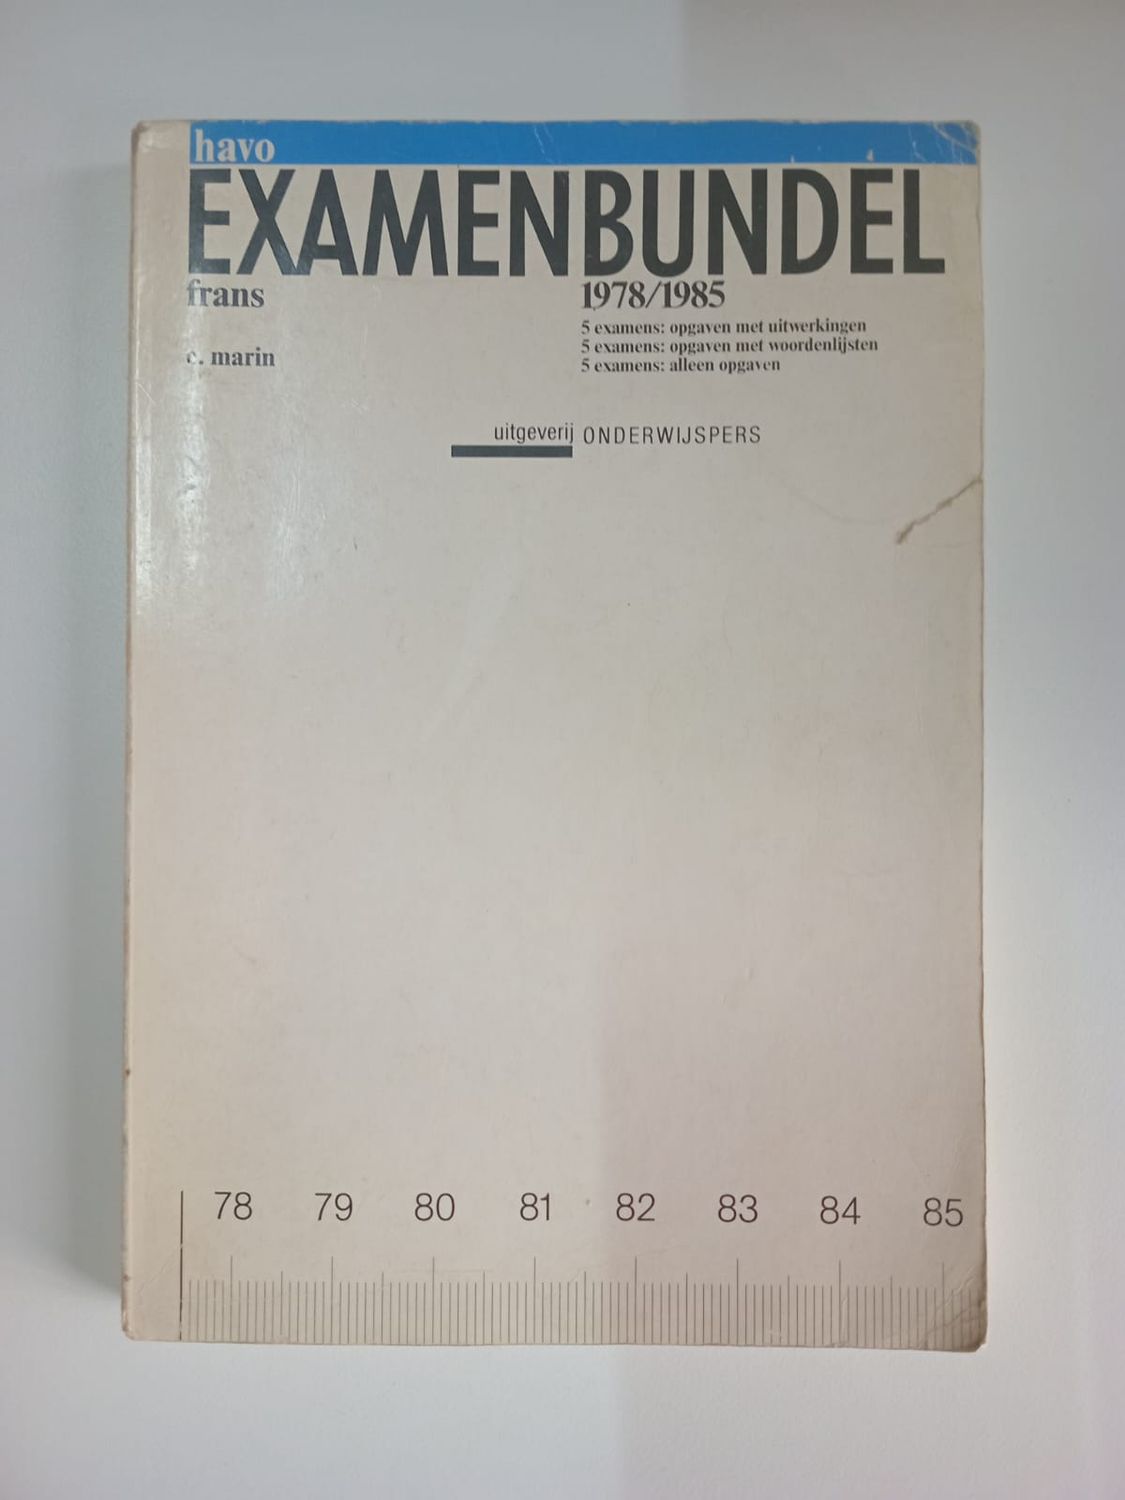 havo
EXAMENBUNDEL
frans
1978/1985
5 examens: opgaven met uitwerkingen
5 examens: opgaven met woordenlijsten
5 examens: alleen opgaven
c. marin
uitgeverij ONDERWIJSPERS
78 79 80 81 82 83 84 85